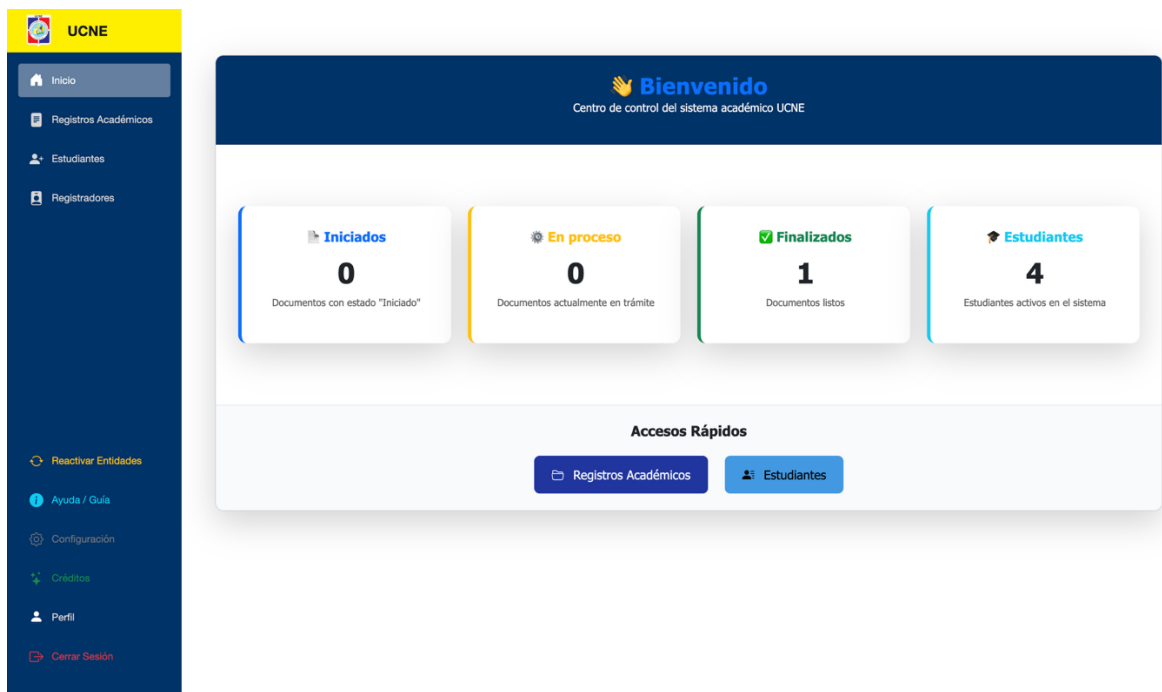 UCNE
Inicio
Registros Académicos
Estudiantes
Registradores
Reactivar Entidades
Ayuda / Guía
Configuración
Créditos
Perfil
Cerrar Sesión
👋 Bienvenido
Centro de control del sistema académico UCNE
Iniciados
0
Documentos con estado "Iniciado"
En proceso
0
Documentos actualmente en trámite
Finalizados
1
Documentos listos
Estudiantes
4
Estudiantes activos en el sistema
Accesos Rápidos
Registros Académicos
Estudiantes